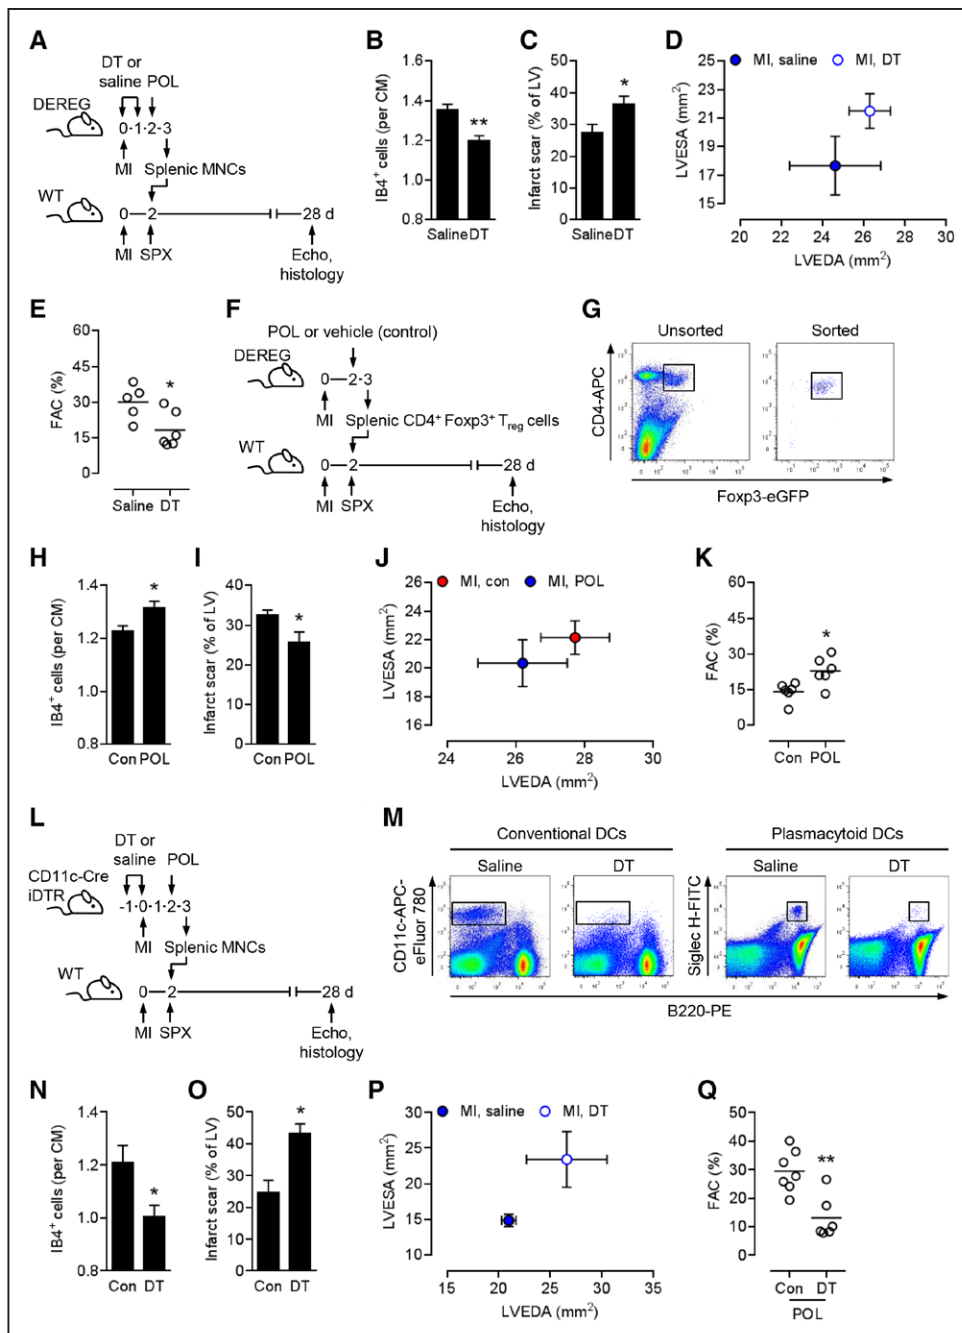 A
DT or
saline POL
DEREG
0·1·2·3
MI Splenic MNCs
WT
0 2 28 d
MI SPX Echo,
histology
B
IB4+ cells (per CM)
1.6
1.4
1.2
1.0
0.8
**
Saline DT
C
Infarct scar (% of LV)
50
40
30
20
10
0
*
Saline DT
D
MI, saline MI, DT
LVESA (mm²)
25
23
21
19
17
15
20 22 24 26 28 30
LVEDA (mm²)
E
FAC (%)
60
45
30
15
0
*
Saline DT
F
POL or vehicle (control)
DEREG
0 2·3
MI Splenic CD4+ Foxp3+ Treg cells
WT
0 2 28 d
MI SPX Echo,
histology
G
Unsorted Sorted
CD4-APC
Foxp3-eGFP
H
IB4+ cells (per CM)
1.4
1.2
1.0
0.8
*
Con POL
I
Infarct scar (% of LV)
40
30
20
10
0
*
Con POL
J
MI, con MI, POL
LVESA (mm²)
26
24
22
20
18
16
24 26 28 30
LVEDA (mm²)
K
FAC (%)
60
45
30
15
0
*
Con POL
L
DT or
saline POL
CD11c-Cre
iDTR
-1·0·1·2·3
MI Splenic MNCs
WT
0 2 28 d
MI SPX Echo,
histology
M
Conventional DCs Plasmacytoid DCs
Saline DT Saline DT
CD11c-APC-
eFluor 780
Siglec H-FITC
B220-PE
N
IB4+ cells (per CM)
1.4
1.2
1.0
0.8
*
Con DT
O
Infarct scar (% of LV)
50
40
30
20
10
0
*
Con DT
P
MI, saline MI, DT
LVESA (mm²)
30
25
20
15
10
15 20 25 30 35
LVEDA (mm²)
Q
FAC (%)
50
40
30
20
10
0
**
Con DT
POL